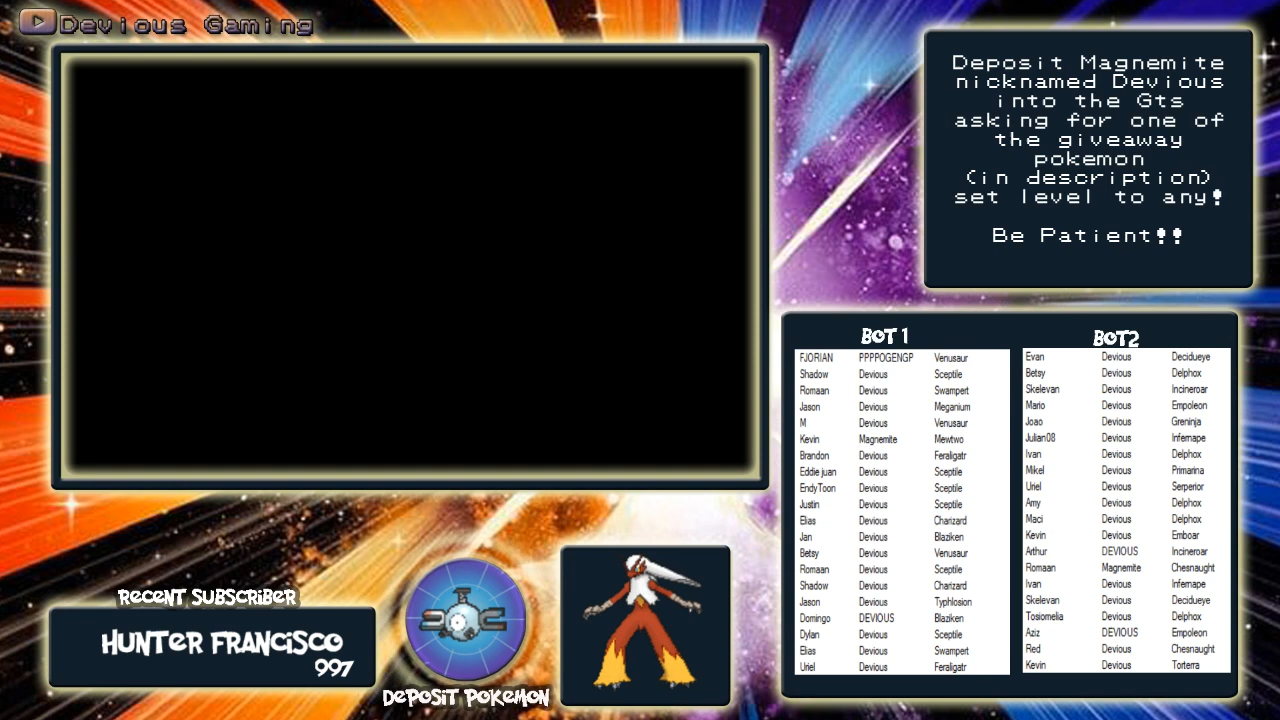 Devious Gaming
Deposit Magnemite
nicknamed Devious
into the Gts
asking for one of
the giveaway
pokemon
(in description)
set level to any!
Be Patient!!
BOT 1
FJORIAN PPPPOGENGP Venusaur
Shadow Devious Sceptile
Romaan Devious Swampert
Jason Devious Meganium
M Devious Venusaur
Kevin Magnemite Mewtwo
Brandon Devious Feraligatr
Eddie juan Devious Sceptile
EndyToon Devious Sceptile
Justin Devious Sceptile
Elias Devious Charizard
Jan Devious Blaziken
Betsy Devious Venusaur
Romaan Devious Sceptile
Shadow Devious Charizard
Jason Devious Typhlosion
Domingo DEVIOUS Blaziken
Dylan Devious Sceptile
Elias Devious Swampert
Uriel Devious Feraligatr
BOT2
Evan Devious Decidueye
Betsy Devious Delphox
Skelevan Devious Incineroar
Mario Devious Empoleon
Joao Devious Greninja
Julian08 Devious Infernape
Ivan Devious Delphox
Mikel Devious Primarina
Uriel Devious Serperior
Amy Devious Delphox
Maci Devious Delphox
Kevin Devious Emboar
Arthur DEVIOUS Incineroar
Romaan Magnemite Chesnaught
Ivan Devious Infernape
Skelevan Devious Decidueye
Tosiomelia Devious Delphox
Aziz DEVIOUS Empoleon
Red Devious Chesnaught
Kevin Devious Torterra
RECENT SUBSCRIBER
HUNTER FRANCISCO
997
DEPOSIT POKEMON